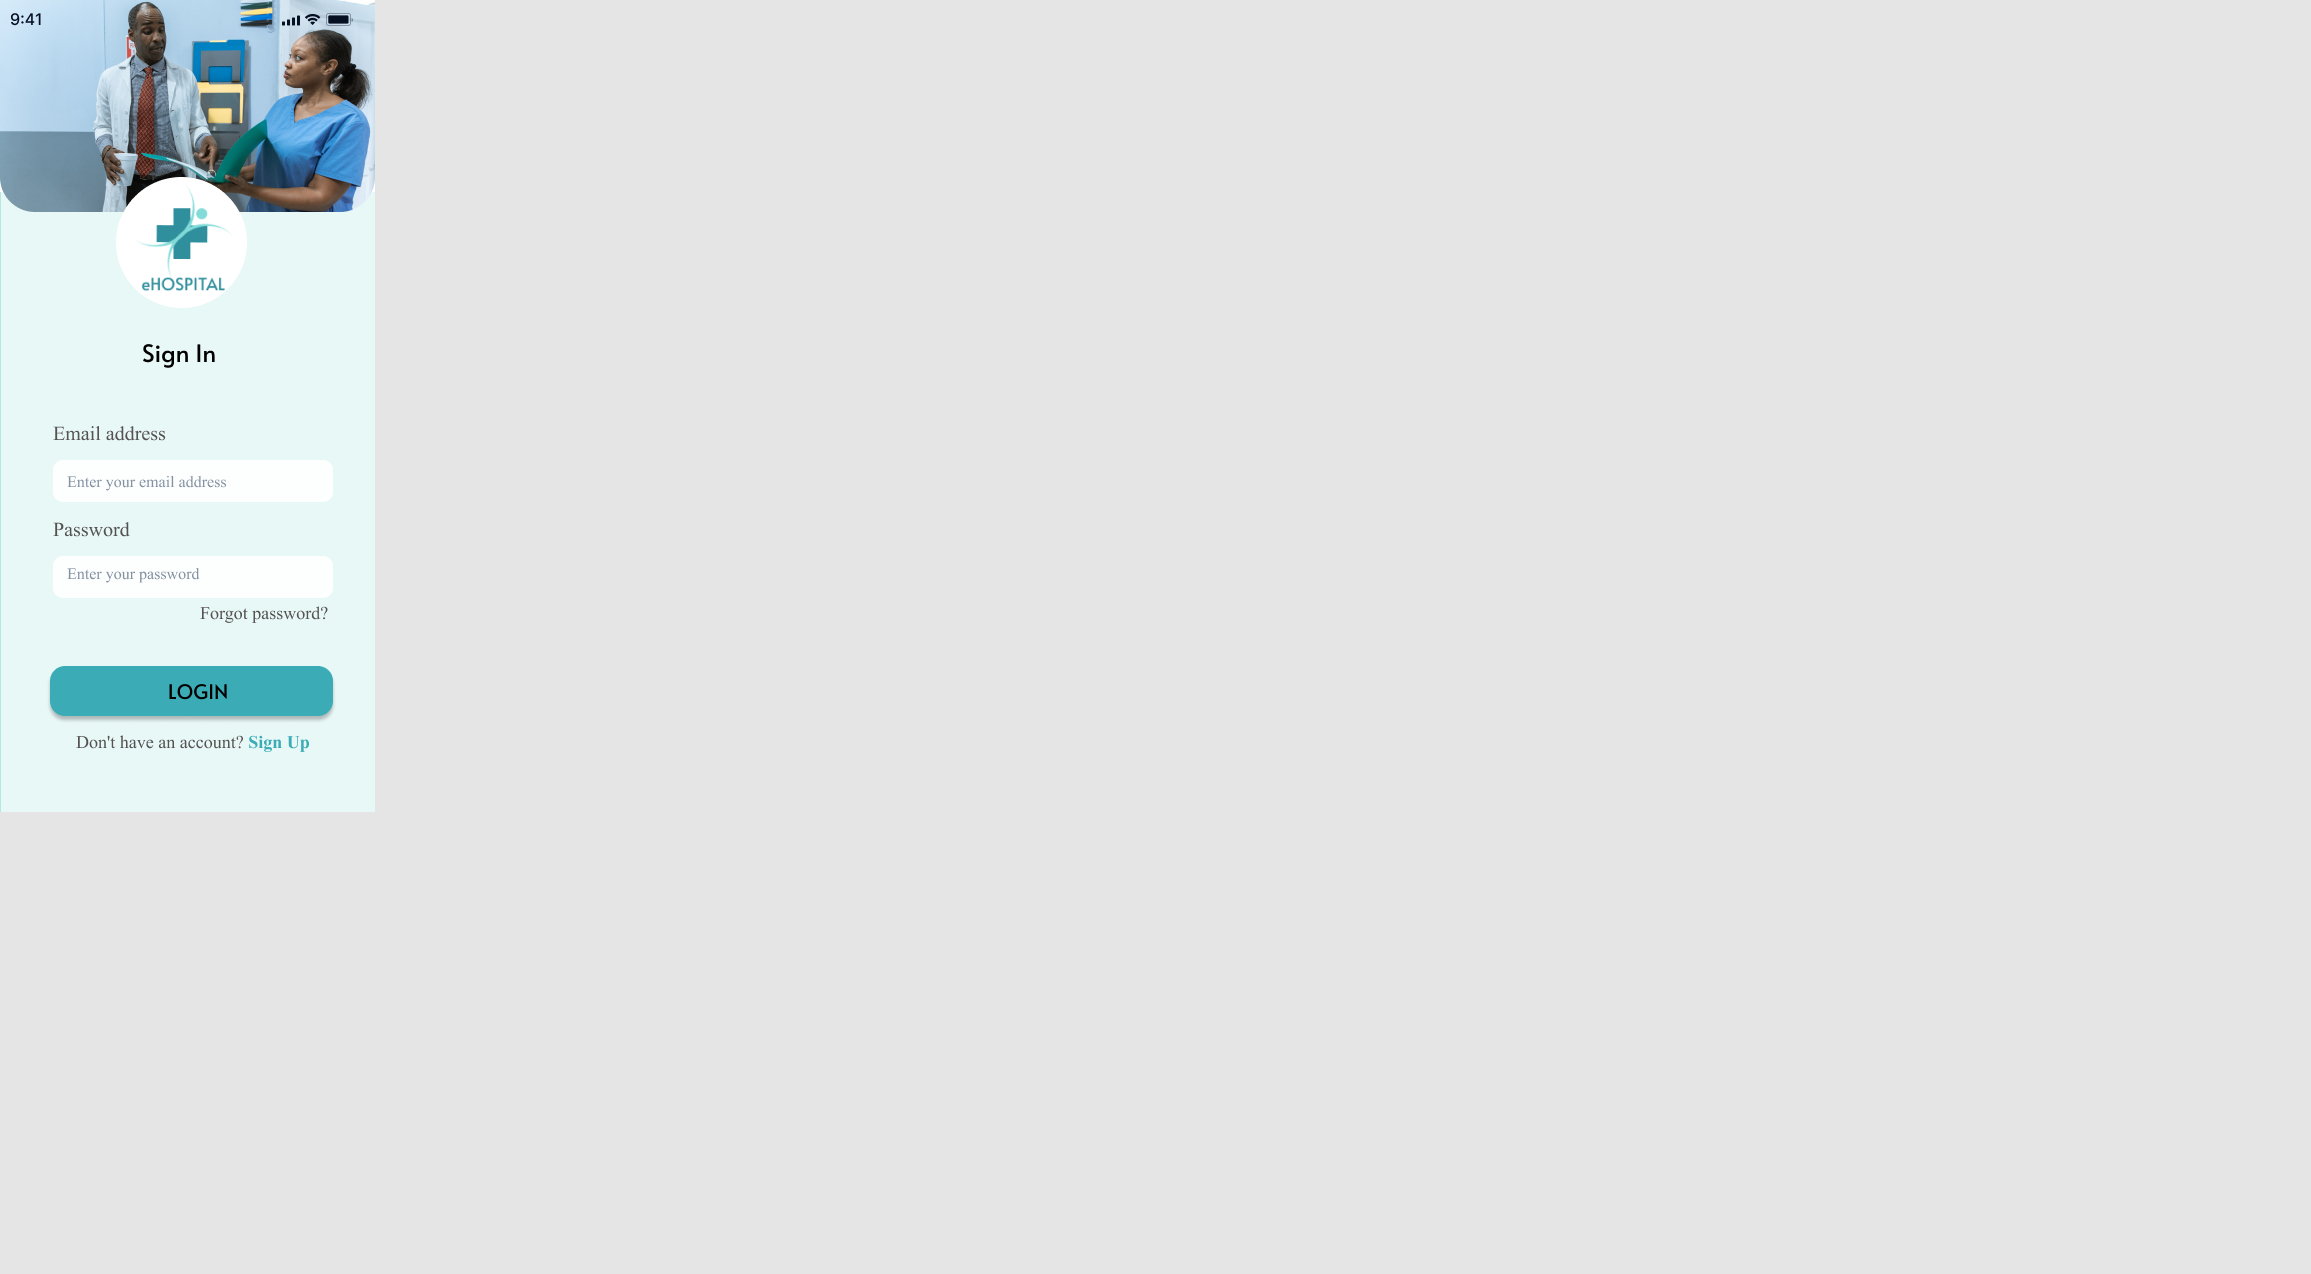 9:41
eHOSPITAL
Sign In
Email address
Enter your email address
Password
Enter your password
Forgot password?
LOGIN
Don't have an account? Sign Up